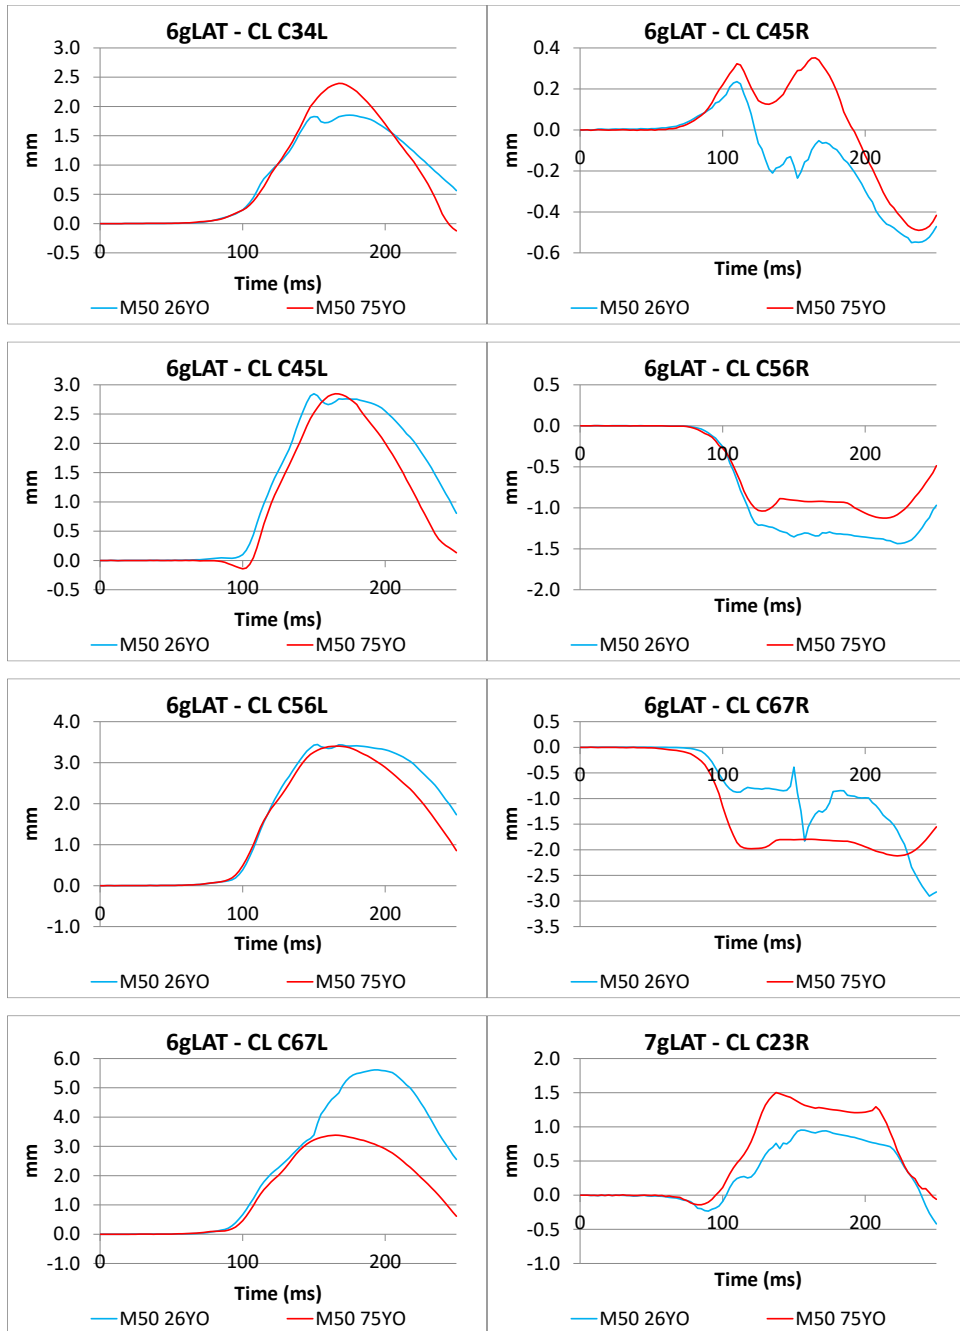 6gLAT - CL C34L
3.0
2.5
2.0
1.5
1.0
0.5
0.0
-0.5
mm
0 100 200
Time (ms)
M50 26YO M50 75YO
6gLAT - CL C45R
0.4
0.2
0.0
-0.2
-0.4
-0.6
mm
0 100 200
Time (ms)
M50 26YO M50 75YO
6gLAT - CL C45L
3.0
2.5
2.0
1.5
1.0
0.5
0.0
-0.5
mm
0 100 200
Time (ms)
M50 26YO M50 75YO
6gLAT - CL C56R
0.5
0.0
-0.5
-1.0
-1.5
-2.0
mm
0 100 200
Time (ms)
M50 26YO M50 75YO
6gLAT - CL C56L
4.0
3.0
2.0
1.0
0.0
-1.0
mm
0 100 200
Time (ms)
M50 26YO M50 75YO
6gLAT - CL C67R
0.5
0.0
-0.5
-1.0
-1.5
-2.0
-2.5
-3.0
-3.5
mm
0 100 200
Time (ms)
M50 26YO M50 75YO
6gLAT - CL C67L
6.0
5.0
4.0
3.0
2.0
1.0
0.0
-1.0
mm
0 100 200
Time (ms)
M50 26YO M50 75YO
7gLAT - CL C23R
2.0
1.5
1.0
0.5
0.0
-0.5
-1.0
mm
0 100 200
Time (ms)
M50 26YO M50 75YO